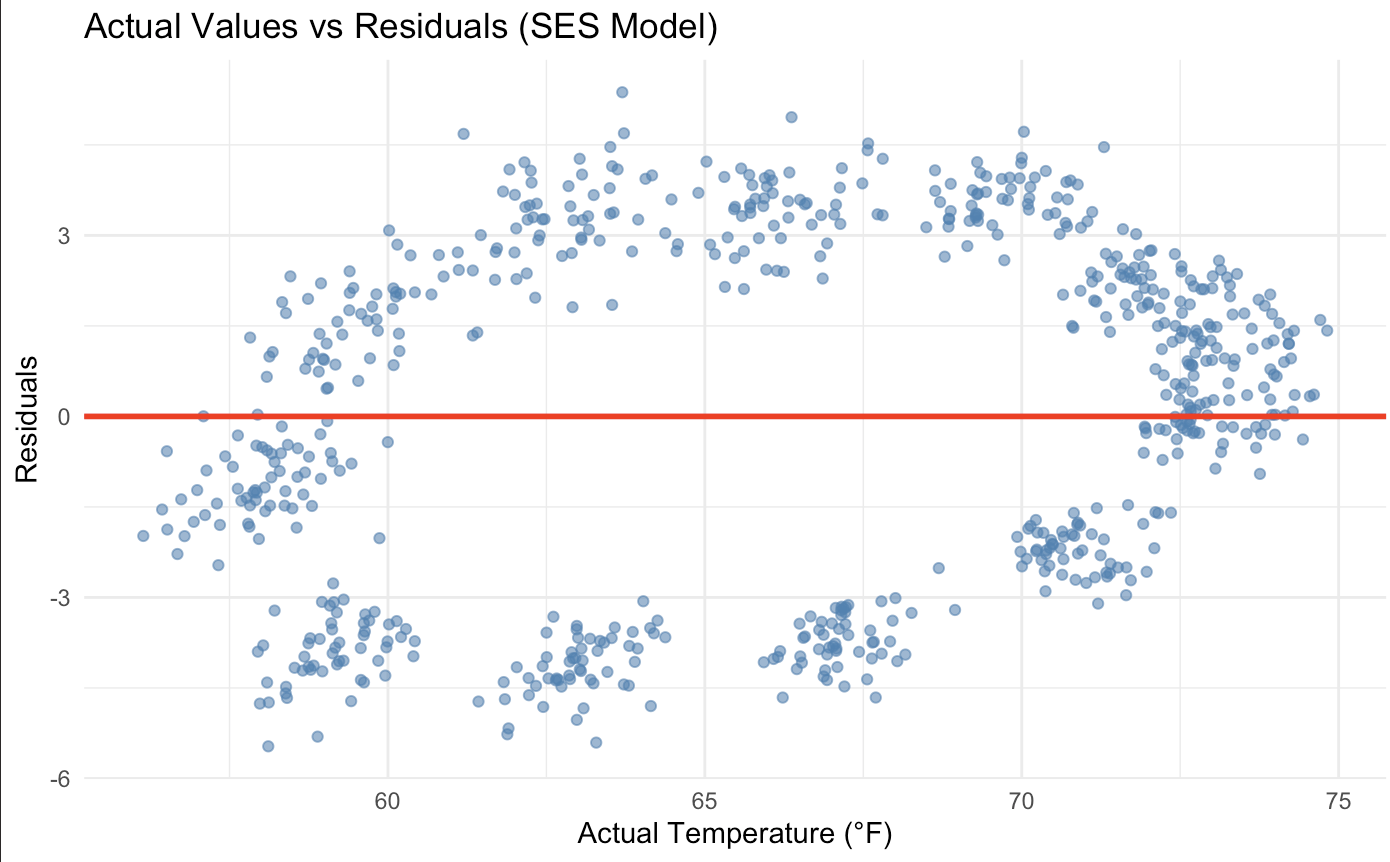 Actual Values vs Residuals (SES Model)
Residuals
3
0
-3
-6
60
65
70
75
Actual Temperature (°F)